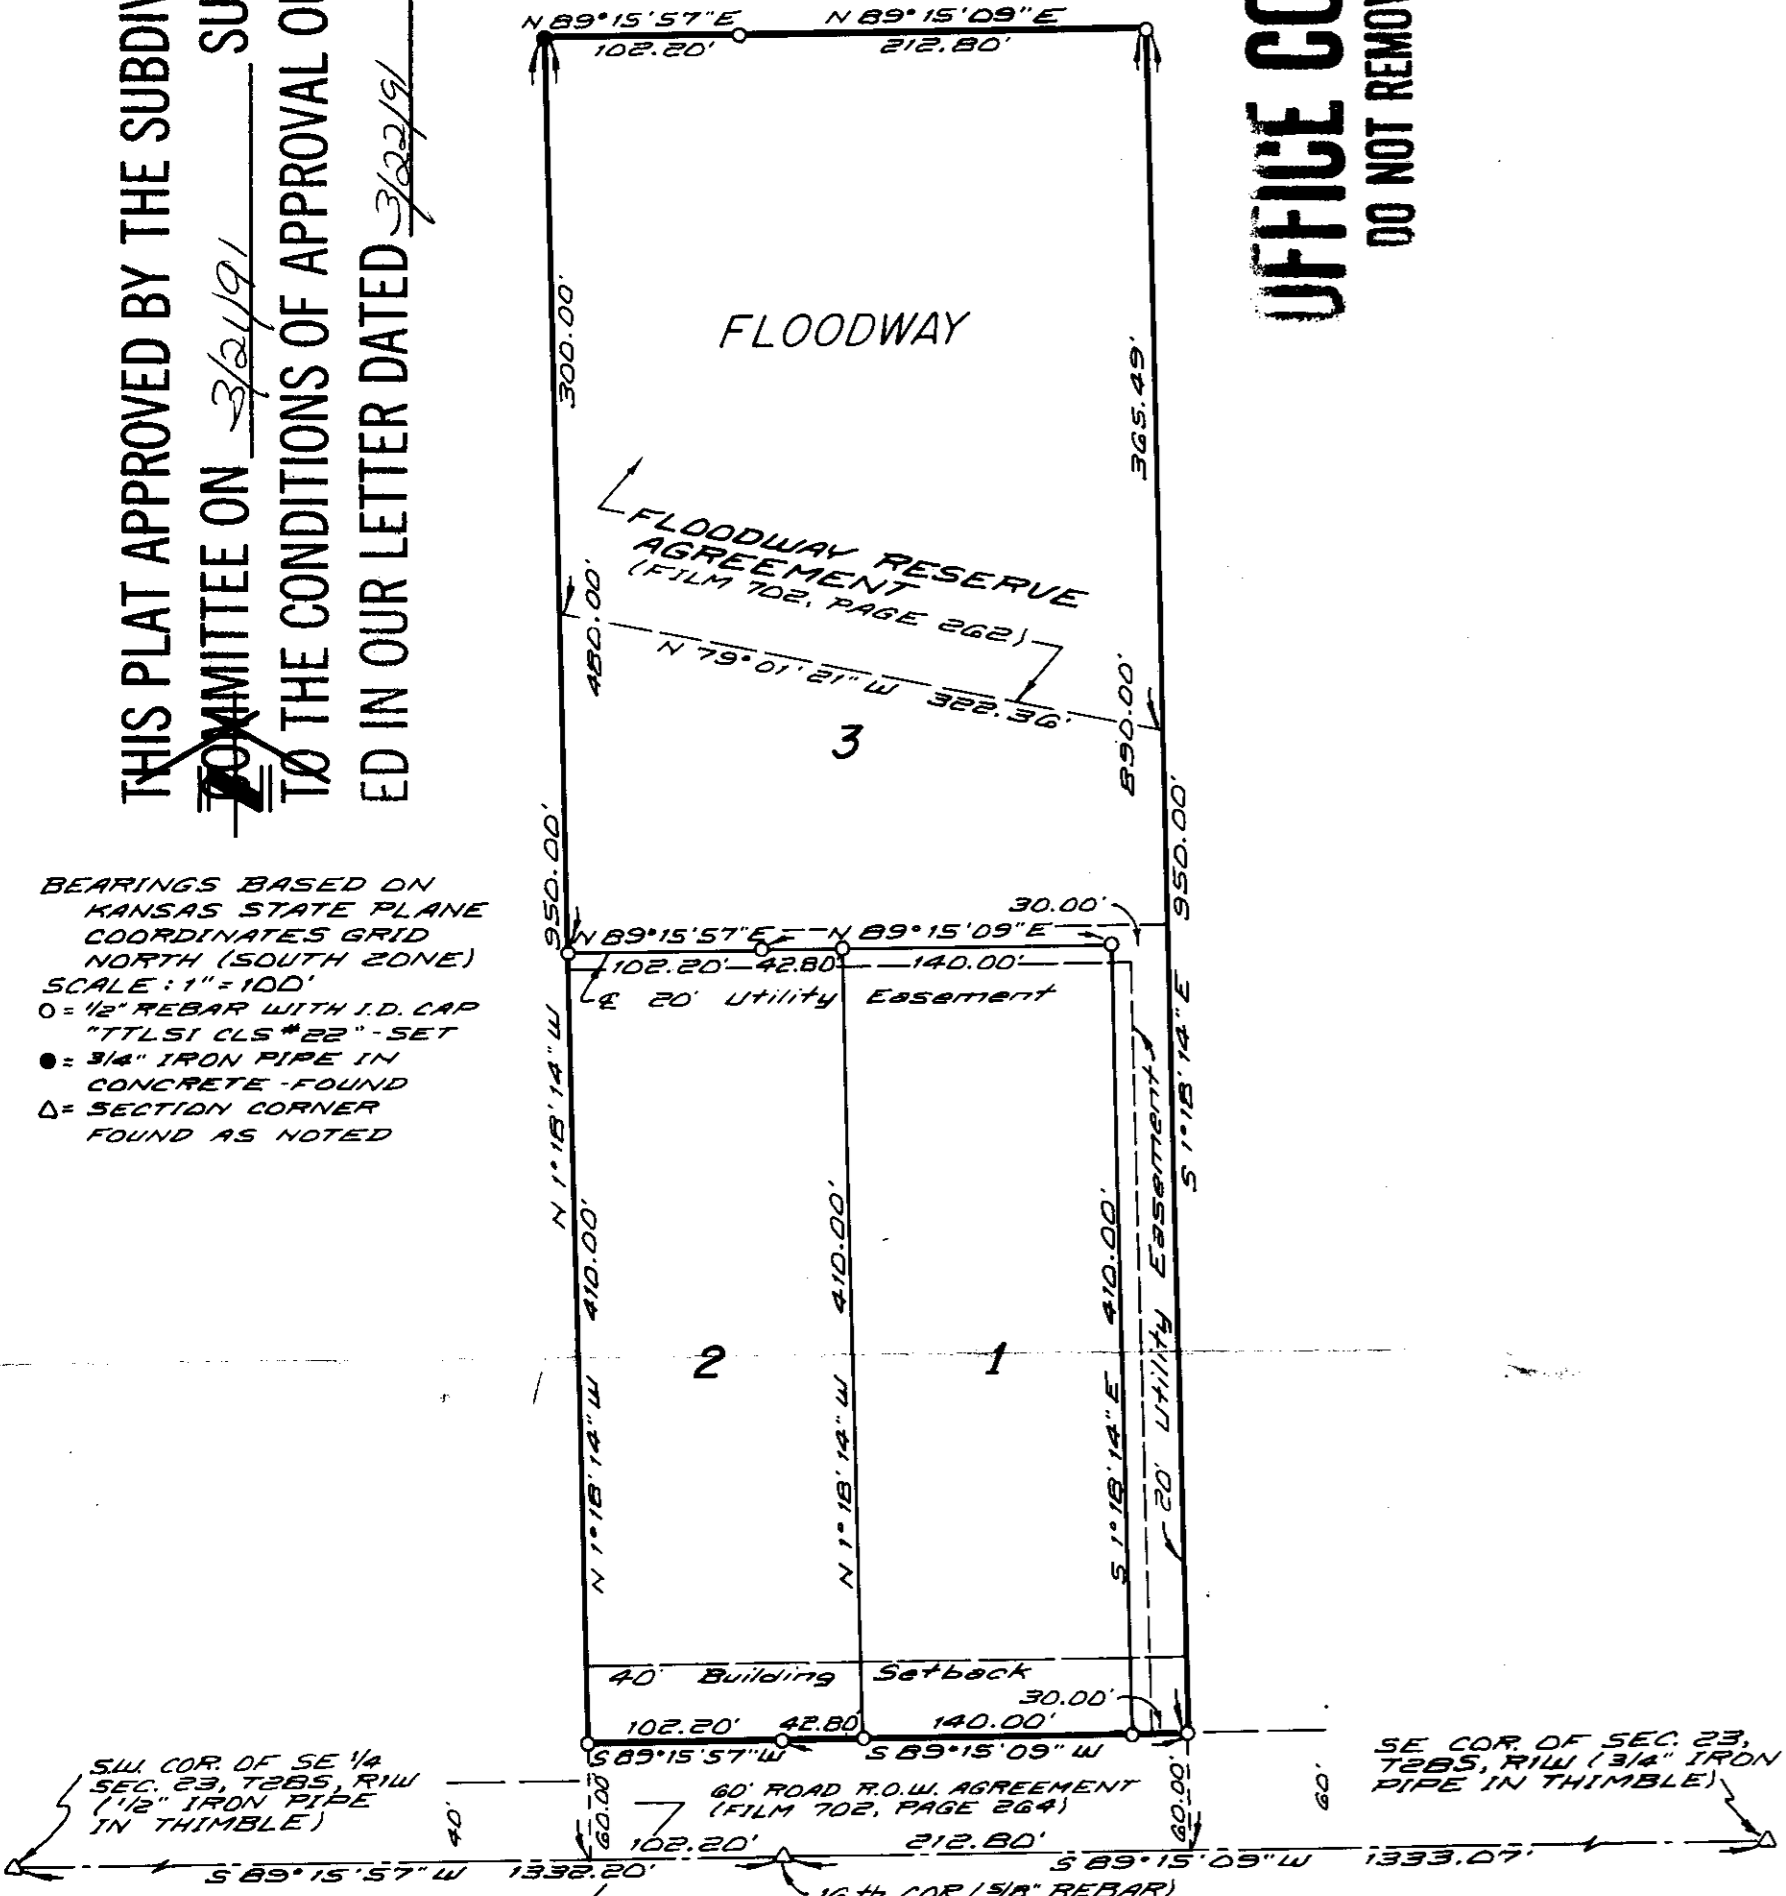 THIS PLAT APPROVED BY THE SUBDIV
COMMITTEE ON 3/21/91 SU
TO THE CONDITIONS OF APPROVAL OU
ED IN OUR LETTER DATED 3/22/91
OFFICE CO
DO NOT REMOV
N 89°15'57"E
N 89°15'09"E
102.20'
212.80'
300.00'
FLOODWAY
365.49'
FLOODWAY RESERVE
AGREEMENT
(FILM 702, PAGE 262)
480.00'
N 79°01'21" W 322.36'
890.00'
3
950.00'
950.00'
BEARINGS BASED ON
KANSAS STATE PLANE
COORDINATES GRID
NORTH (SOUTH ZONE)
SCALE : 1"=100'
O = 1/2" REBAR WITH I.D. CAP
"TTLSI CLS #22" - SET
● = 3/4" IRON PIPE IN
CONCRETE - FOUND
Δ = SECTION CORNER
FOUND AS NOTED
30.00'
N 89°15'57"E
N 89°15'09"E
102.20'
42.80'
140.00'
℄ 20' Utility Easement
N 1°18'14" W
S 1°18'14" E
410.00'
410.00'
410.00'
20' Utility Easement
2
1
N 1°18'14" W
N 1°18'14" W
S 1°18'14" E
40' Building Setback
30.00'
102.20'
42.80'
140.00'
S 89°15'57" W
S 89°15'09" W
S.W. COR. OF SE 1/4
SEC. 23, T28S, R1W
(1/2" IRON PIPE
IN THIMBLE)
40'
60.00'
60' ROAD R.O.W. AGREEMENT
(FILM 702, PAGE 264)
60.00'
60'
SE COR. OF SEC. 23,
T28S, R1W (3/4" IRON
PIPE IN THIMBLE)
102.20'
212.80'
S 89°15'57" W 1332.20'
S 89°15'09" W 1333.07'
16th COR (5/8" REBAR)